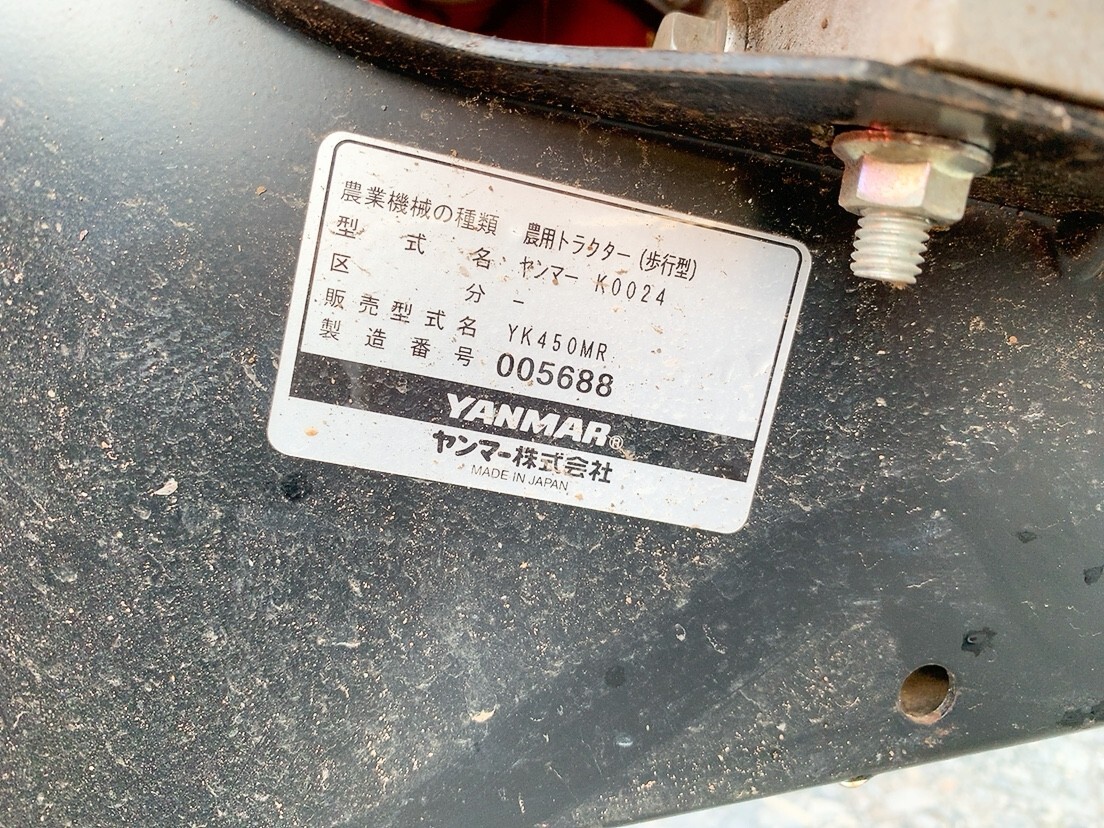 農業機械の種類 農用トラクター(歩行型)
型式名 ヤンマー K0024
区分 -
販売型式名 YK450MR
製造番号 005688
YANMAR®
ヤンマー株式会社
MADE IN JAPAN